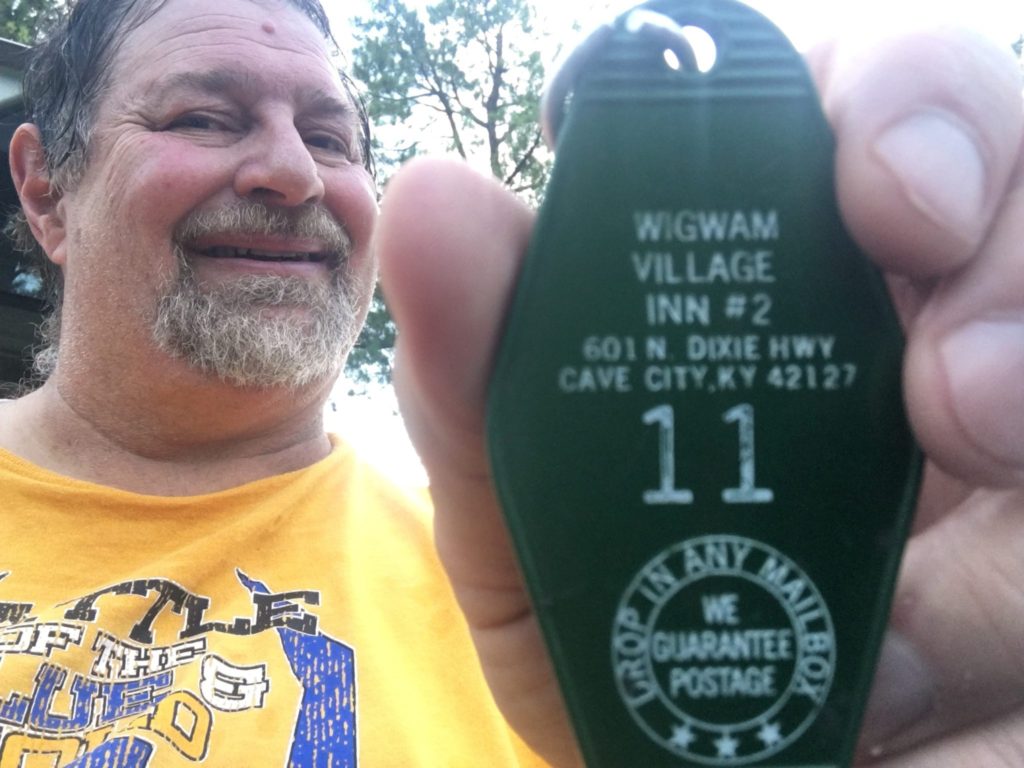 WIGWAM
VILLAGE
INN #2
601 N. DIXIE HWY
CAVE CITY, KY 42127
11
DROP IN ANY MAILBOX
WE
GUARANTEE
POSTAGE
OF THE
&